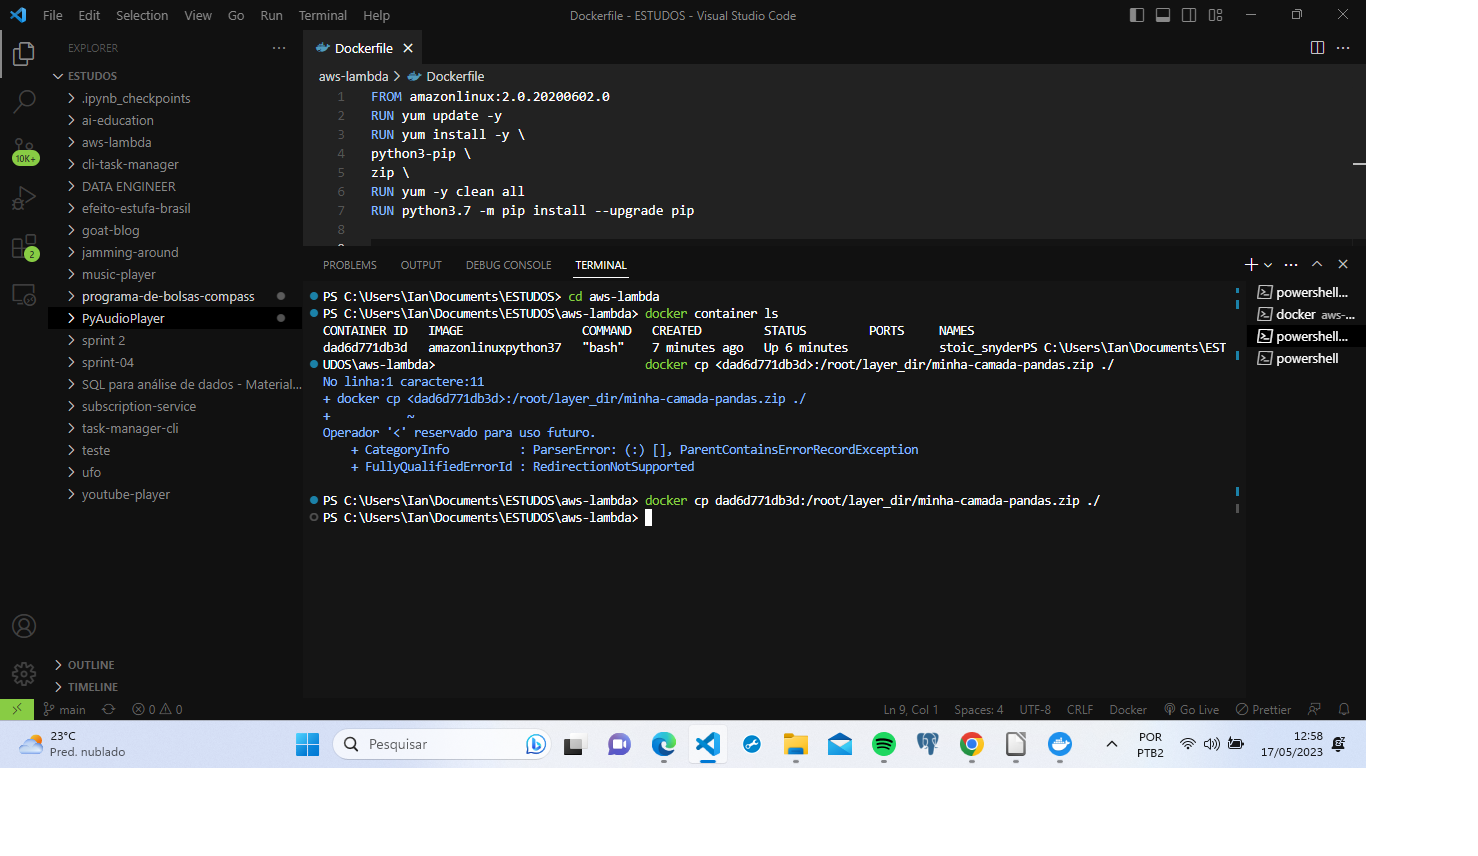 File Edit Selection View Go Run Terminal Help
Dockerfile - ESTUDOS - Visual Studio Code
EXPLORER
ESTUDOS
.ipynb_checkpoints
ai-education
aws-lambda
cli-task-manager
DATA ENGINEER
efeito-estufa-brasil
goat-blog
jamming-around
music-player
programa-de-bolsas-compass
PyAudioPlayer
sprint 2
sprint-04
SQL para análise de dados - Material...
subscription-service
task-manager-cli
teste
ufo
youtube-player
OUTLINE
TIMELINE
10K+
2
Dockerfile
aws-lambda > Dockerfile
1 FROM amazonlinux:2.0.20200602.0
2 RUN yum update -y
3 RUN yum install -y \
4 python3-pip \
5 zip \
6 RUN yum -y clean all
7 RUN python3.7 -m pip install --upgrade pip
8
PROBLEMS OUTPUT DEBUG CONSOLE TERMINAL
PS C:\Users\Ian\Documents\ESTUDOS> cd aws-lambda
PS C:\Users\Ian\Documents\ESTUDOS\aws-lambda> docker container ls
CONTAINER ID IMAGE COMMAND CREATED STATUS PORTS NAMES
dad6d771db3d amazonlinuxpython37 "bash" 7 minutes ago Up 6 minutes stoic_snyderPS C:\Users\Ian\Documents\EST
UDOS\aws-lambda> docker cp <dad6d771db3d>:/root/layer_dir/minha-camada-pandas.zip ./
No linha:1 caractere:11
+ docker cp <dad6d771db3d>:/root/layer_dir/minha-camada-pandas.zip ./
+ ~
Operador '<' reservado para uso futuro.
+ CategoryInfo : ParserError: (:) [], ParentContainsErrorRecordException
+ FullyQualifiedErrorId : RedirectionNotSupported
PS C:\Users\Ian\Documents\ESTUDOS\aws-lambda> docker cp dad6d771db3d:/root/layer_dir/minha-camada-pandas.zip ./
PS C:\Users\Ian\Documents\ESTUDOS\aws-lambda>
powershell...
docker aws-...
powershell...
powershell
main 0 0 Ln 9, Col 1 Spaces: 4 UTF-8 CRLF Docker Go Live Prettier
23°C
Pred. nublado
Pesquisar
POR
PTB2
12:58
17/05/2023